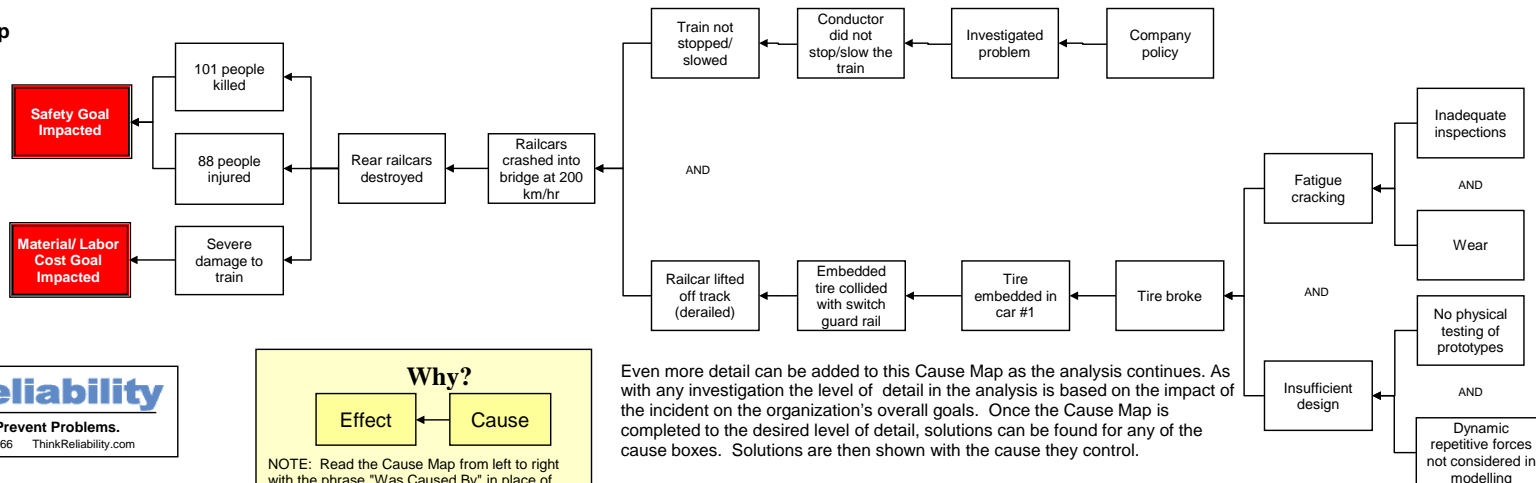 Safety Goal
Impacted
Material/ Labor
Cost Goal
Impacted
101 people
killed
88 people
injured
Severe
damage to
train
Rear railcars
destroyed
Railcars
crashed into
bridge at 200
km/hr
Train not
stopped/
slowed
Conductor
did not
stop/slow the
train
Investigated
problem
Company
policy
AND
Railcar lifted
off track
(derailed)
Embedded
tire collided
with switch
guard rail
Tire
embedded in
car #1
Tire broke
Fatigue
cracking
AND
Insufficient
design
Inadequate
inspections
AND
Wear
No physical
testing of
prototypes
AND
Dynamic
repetitive forces
not considered in
modelling
eliability
Prevent Problems.
66 ThinkReliability.com
Why?
Effect
Cause
NOTE: Read the Cause Map from left to right
with the phrase "Was Caused By" in place of
Even more detail can be added to this Cause Map as the analysis continues. As
with any investigation the level of detail in the analysis is based on the impact of
the incident on the organization's overall goals. Once the Cause Map is
completed to the desired level of detail, solutions can be found for any of the
cause boxes. Solutions are then shown with the cause they control.